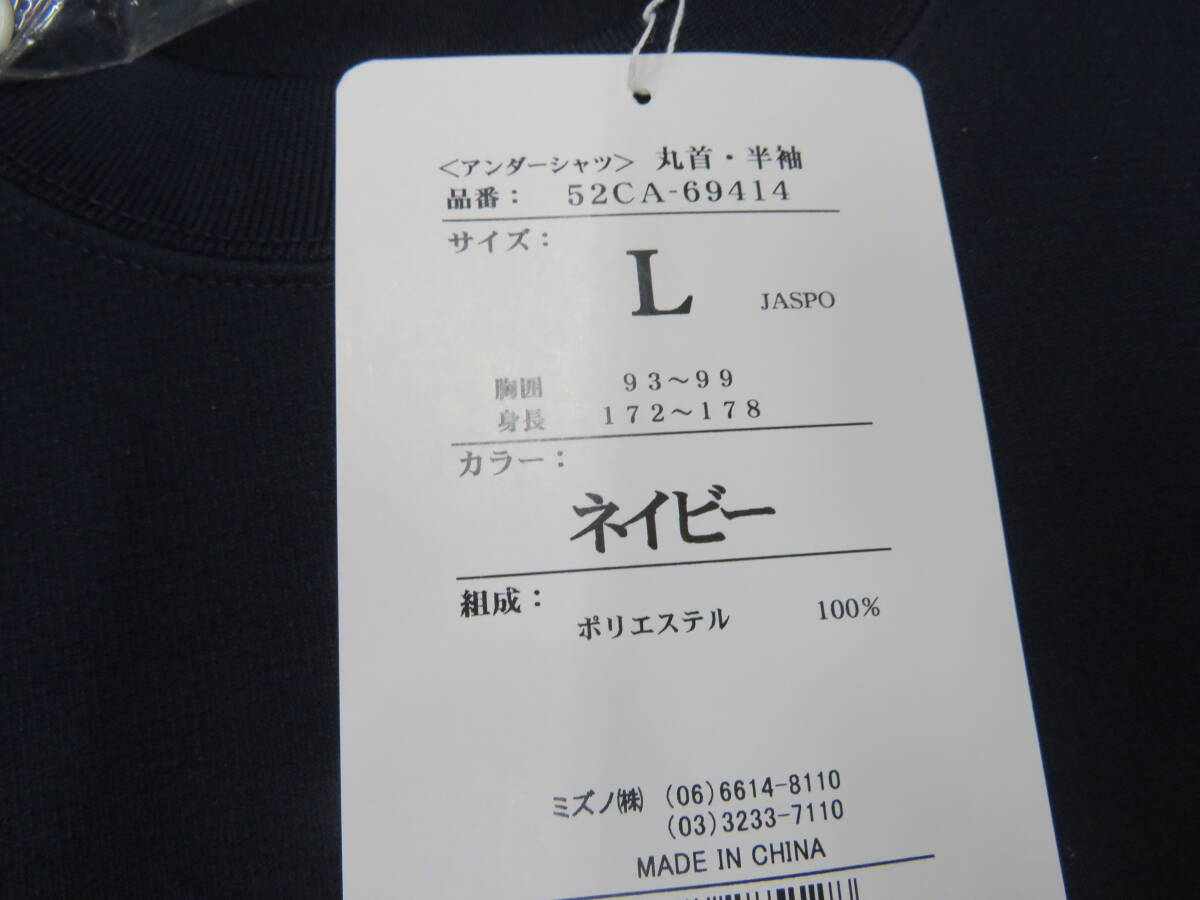 <アンダーシャツ> 丸首・半袖
品番： 52CA-69414
サイズ：
L JASPO
胸囲 93～99
身長 172～178
カラー：
ネイビー
組成：
ポリエステル 100%
ミズノ㈱ (06)6614-8110
(03)3233-7110
MADE IN CHINA